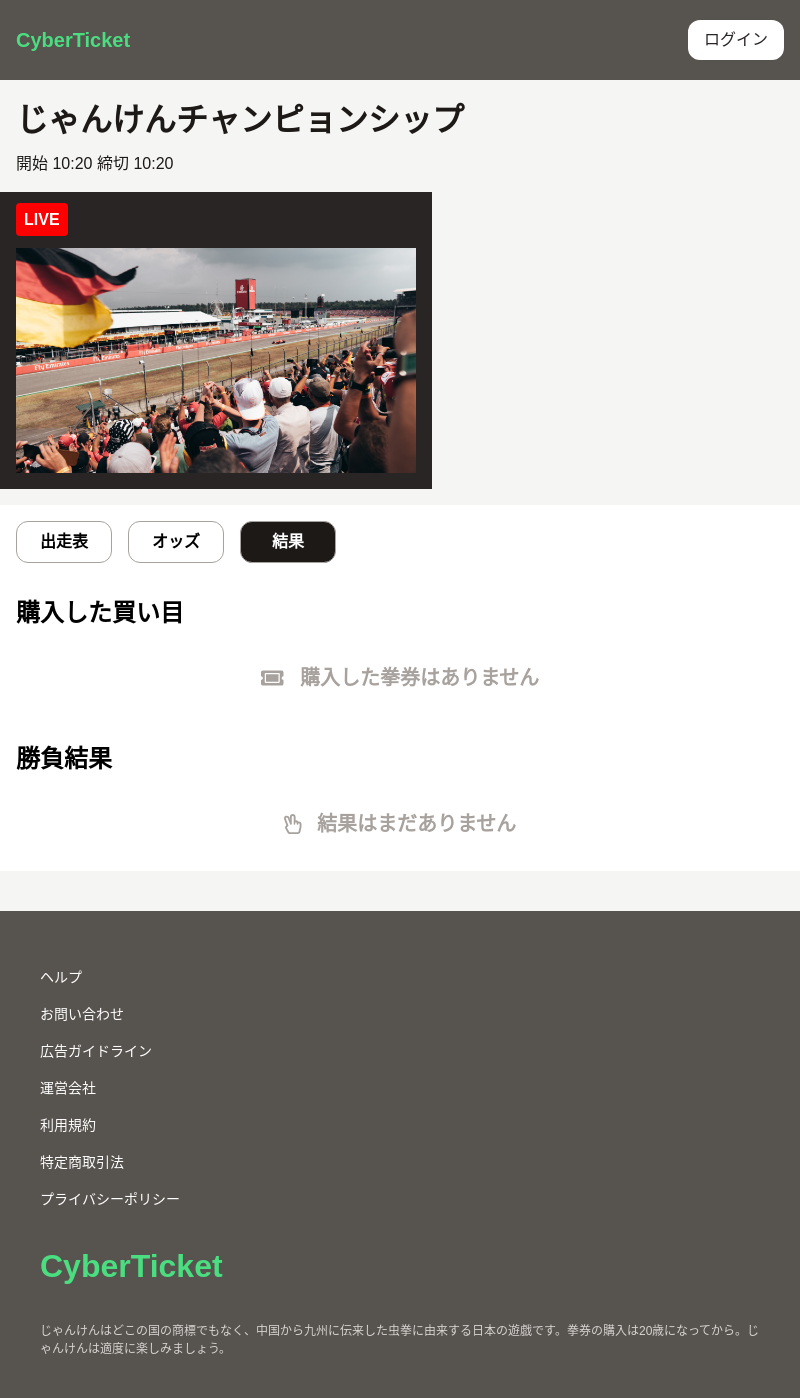 CyberTicket
ログイン
じゃんけんチャンピョンシップ
開始 10:20 締切 10:20
LIVE
出走表
オッズ
結果
購入した買い目
購入した拳券はありません
勝負結果
結果はまだありません
ヘルプ
お問い合わせ
広告ガイドライン
運営会社
利用規約
特定商取引法
プライバシーポリシー
CyberTicket
じゃんけんはどこの国の商標でもなく、中国から九州に伝来した虫拳に由来する日本の遊戯です。拳券の購入は20歳になってから。じ
ゃんけんは適度に楽しみましょう。